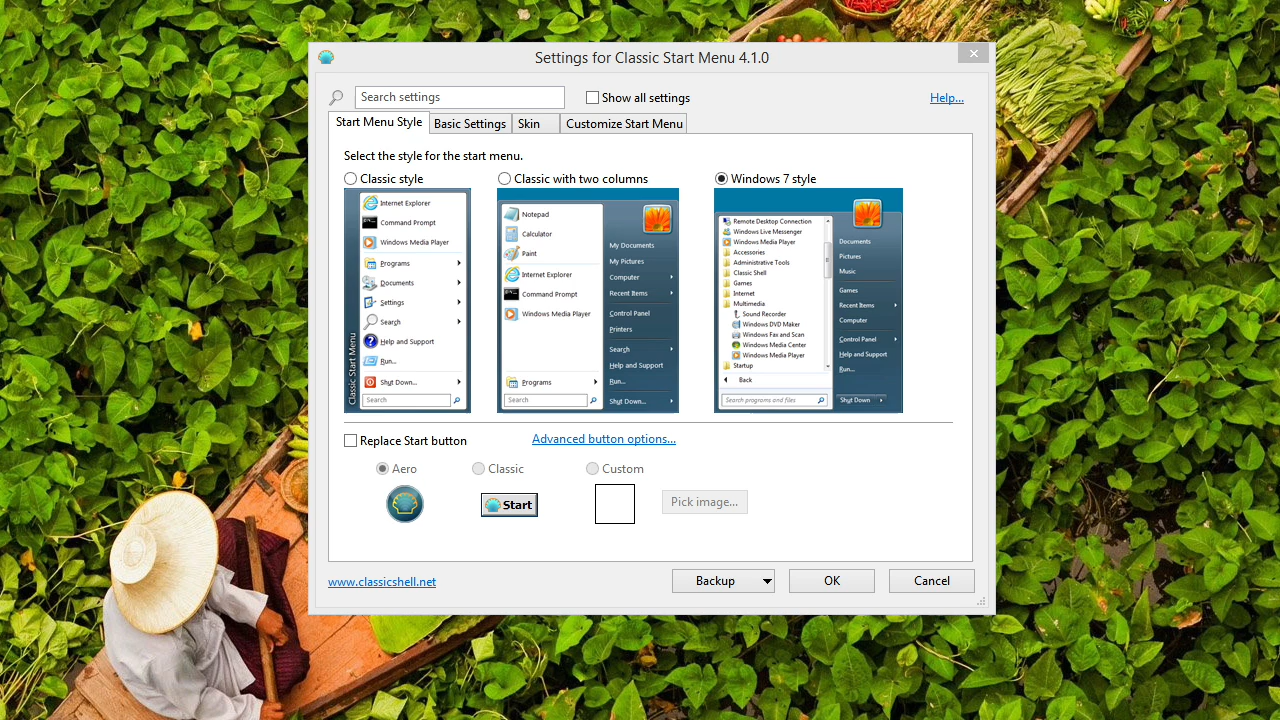 Settings for Classic Start Menu 4.1.0
Search settings
Show all settings
Help...
Start Menu Style
Basic Settings
Skin
Customize Start Menu
Select the style for the start menu.
Classic style
Classic with two columns
Windows 7 style
Classic Start Menu
Internet Explorer
Command Prompt
Windows Media Player
Programs
Documents
Settings
Search
Help and Support
Run...
Shut Down...
Search
Notepad
Calculator
Paint
Internet Explorer
Command Prompt
Windows Media Player
Programs
Search
My Documents
My Pictures
Computer
Recent Items
Control Panel
Printers
Search
Help and Support
Run...
Shut Down...
Remote Desktop Connection
Windows Live Messenger
Windows Media Player
Accessories
Administrative Tools
Classic Shell
Games
Internet
Multimedia
Sound Recorder
Windows DVD Maker
Windows Fax and Scan
Windows Media Center
Windows Media Player
Startup
Back
Search programs and files
Documents
Pictures
Music
Games
Recent Items
Computer
Control Panel
Help and Support
Run...
Shut Down
Replace Start button
Advanced button options...
Aero
Classic
Custom
Start
Pick image...
www.classicshell.net
Backup
OK
Cancel